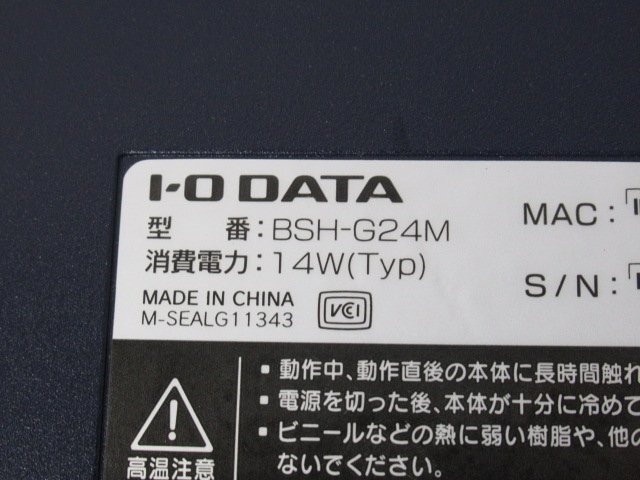 I-O DATA
型 番：BSH-G24M
消費電力：14W(Typ)
MADE IN CHINA
M-SEALG11343
VCI
MAC：
S/N：
高温注意
▪ 動作中、動作直後の本体に長時間触れ
▪ 電源を切った後、本体が十分に冷めて
▪ ビニールなどの熱に弱い樹脂や、他の
ないでください。